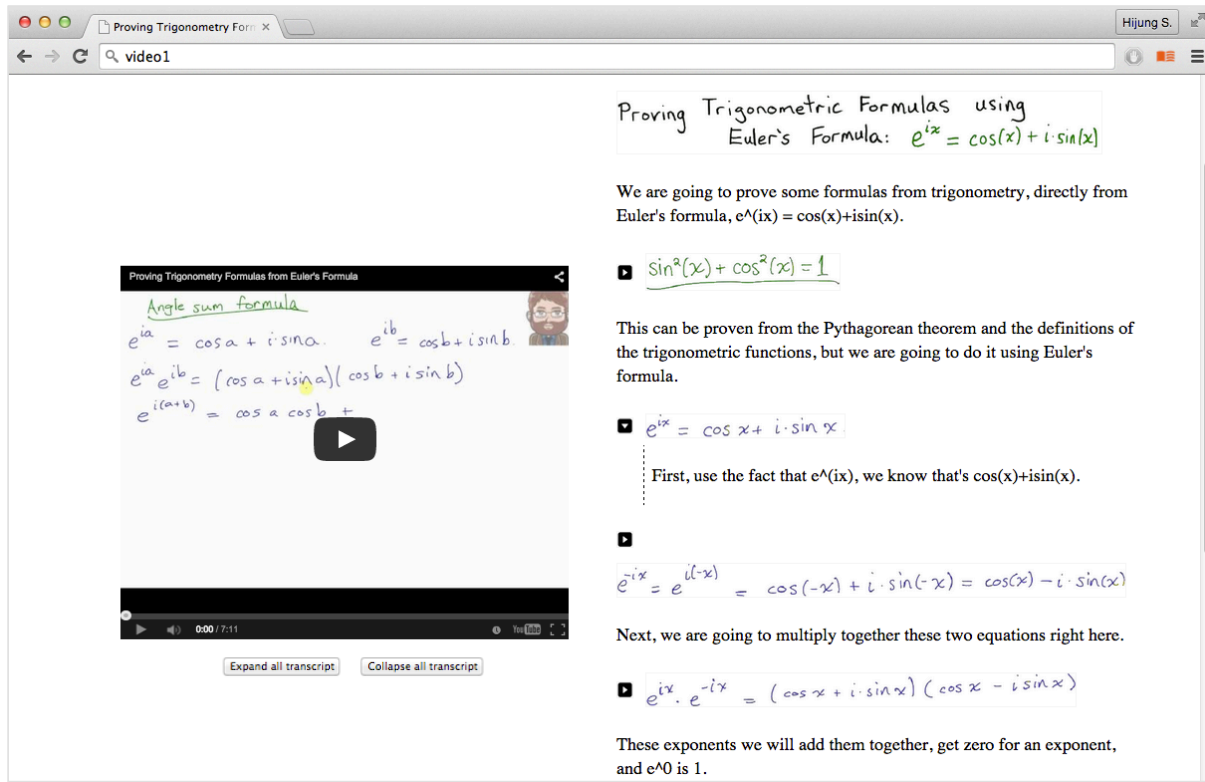 Proving Trigonometry Form
Hijung S.
video1
Proving Trigonometry Formulas from Euler's Formula
Angle sum formula
e^{ia} = cos a + i·sin a.  e^{ib} = cos b + i sin b.
e^{ia} e^{ib} = (cos a + i sin a)(cos b + i sin b)
e^{i(a+b)} = cos a cos b +
0:00 / 7:11
YouTube
Expand all transcript
Collapse all transcript
Proving Trigonometric Formulas using
Euler's Formula: e^{ix} = cos(x) + i·sin(x)
We are going to prove some formulas from trigonometry, directly from
Euler's formula, e^(ix) = cos(x)+isin(x).
sin²(x) + cos²(x) = 1
This can be proven from the Pythagorean theorem and the definitions of
the trigonometric functions, but we are going to do it using Euler's
formula.
e^{ix} = cos x + i·sin x
First, use the fact that e^(ix), we know that's cos(x)+isin(x).
e^{-ix} = e^{i(-x)} = cos(-x) + i·sin(-x) = cos(x) - i·sin(x)
Next, we are going to multiply together these two equations right here.
e^{ix}·e^{-ix} = (cos x + i·sin x)(cos x - i sin x)
These exponents we will add them together, get zero for an exponent,
and e^0 is 1.